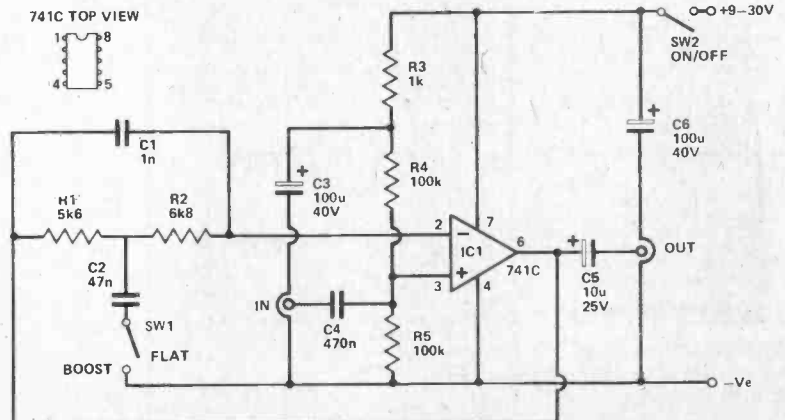 741C TOP VIEW
1
8
4
5
+9–30V
SW2
ON/OFF
R3
1k
C1
1n
C3
100u
40V
R4
100k
C6
100u
40V
R1
5k6
R2
6k8
2
7
IC1
6
741C
3
4
C5
10u
25V
OUT
C2
47n
IN
C4
470n
SW1
FLAT
BOOST
R5
100k
–Ve